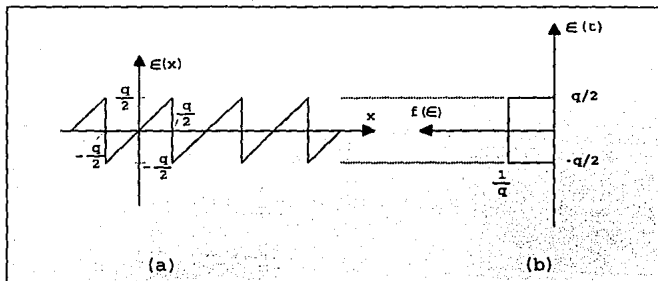 ∈(x)
q/2
q/2
x
-q/2
-q/2
(a)
∈(t)
q/2
f(∈)
-q/2
1/q
(b)